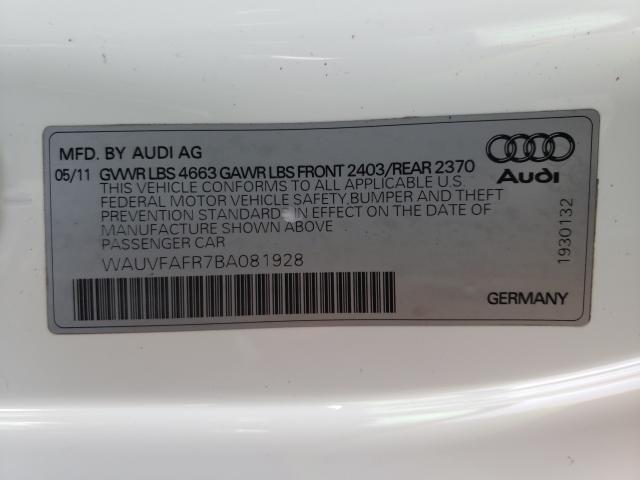 MFD. BY AUDI AG
05/11 GVWR LBS 4663 GAWR LBS FRONT 2403/REAR 2370
THIS VEHICLE CONFORMS TO ALL APPLICABLE U.S.
FEDERAL MOTOR VEHICLE SAFETY,BUMPER AND THEFT
PREVENTION STANDARD IN EFFECT ON THE DATE OF
MANUFACTURE SHOWN ABOVE
PASSENGER CAR
WAUVFAFR7BA081928
Audi
1930132
GERMANY